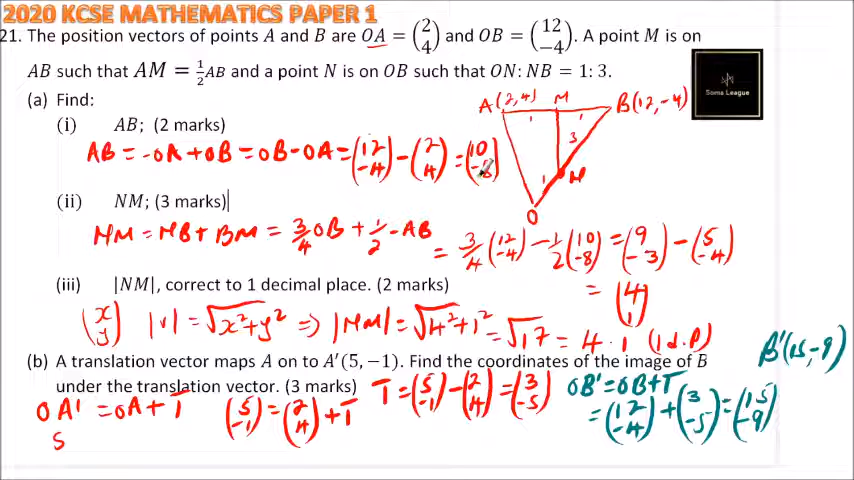 2020 KCSE MATHEMATICS PAPER 1
21. The position vectors of points A and B are OA = (2 4) and OB = (12 −4). A point M is on
AB such that AM = ½AB and a point N is on OB such that ON: NB = 1: 3.
Soma League
(a) Find:
A(2,4) M B(12,-4)
1 1
3
1
N
O
(i) AB; (2 marks)
AB = -OA + OB = OB - OA = (12 -4) - (2 4) = (10 -8)
(ii) NM; (3 marks)
NM = NB + BM = 3/4 OB + 1/2 - AB
= 3/4 (12 -4) - 1/2 (10 -8) = (9 -3) - (5 -4)
= (4 1)
(iii) |NM|, correct to 1 decimal place. (2 marks)
(x y) |v| = √x²+y² ⇒ |NM| = √4²+1² = √17 = 4.1 (1d.p)
(b) A translation vector maps A on to A′(5, −1). Find the coordinates of the image of B
under the translation vector. (3 marks)
B'(15,-9)
OA' = OA + T (5 -1) = (2 4) + T T = (5 -1) - (2 4) = (3 -5)
5
OB' = OB + T
= (12 -4) + (3 -5) = (15 -9)